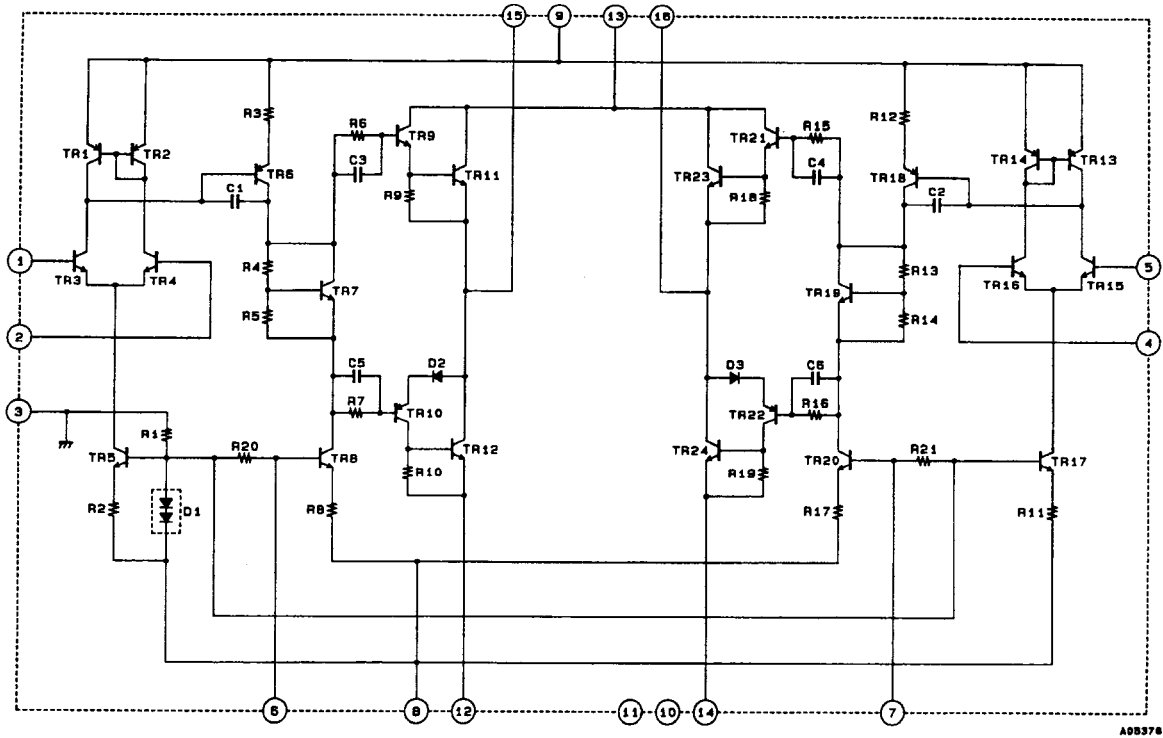 15 9 13 16
R3 R12
R6 TR9 TR21 R15
TR1 TR2 TR14 TR13
C3 C4
TR6 TR11 TR23 TR18
C1 R9 R18 C2
1 5
TR3 TR4 R4 R13 TR16 TR15
TR7 TR19
R5 R14
2 4
C5 D2 D3 C6
3
R7 TR10 TR22 R16
R1
R20 R21
TR5 TR8 TR12 TR24 TR20 TR17
R10 R19
R2 D1 R8 R17 R11
6 8 12 11 10 14 7
A05376